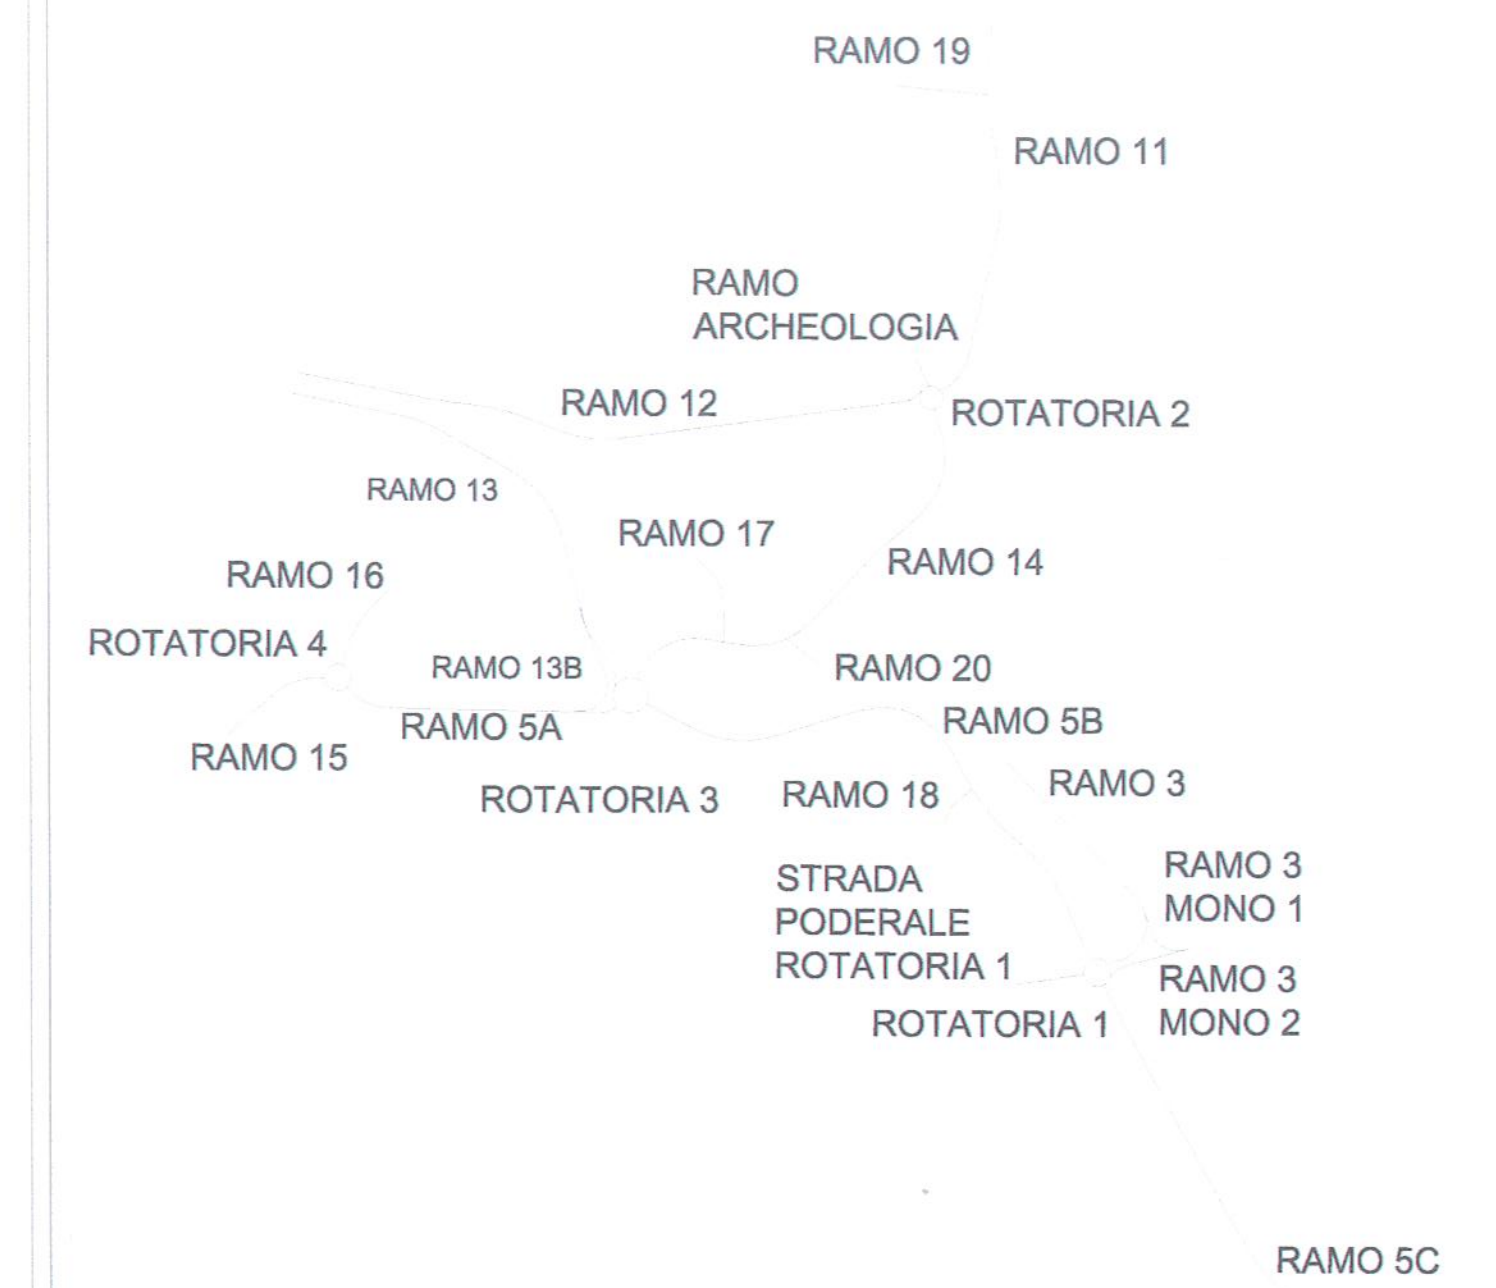 RAMO 19
RAMO 11
RAMO
ARCHEOLOGIA
RAMO 12
ROTATORIA 2
RAMO 13
RAMO 17
RAMO 14
RAMO 16
ROTATORIA 4
RAMO 13B
RAMO 20
RAMO 5A
RAMO 5B
RAMO 15
ROTATORIA 3
RAMO 18
RAMO 3
STRADA
PODERALE
ROTATORIA 1
RAMO 3
MONO 1
ROTATORIA 1
RAMO 3
MONO 2
RAMO 5C